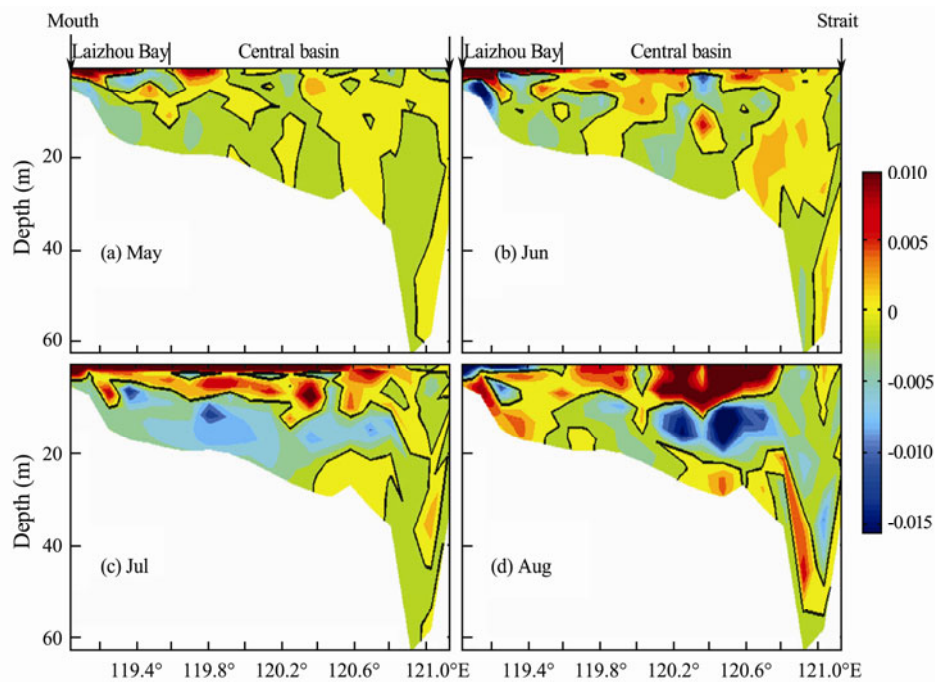 Mouth
Strait
Laizhou Bay
Central basin
Laizhou Bay
Central basin
Depth (m)
20
40
60
(a) May
(b) Jun
0.010
0.005
0
-0.005
-0.010
-0.015
Depth (m)
20
40
60
(c) Jul
(d) Aug
119.4° 119.8° 120.2° 120.6° 121.0°E
119.4° 119.8° 120.2° 120.6° 121.0°E